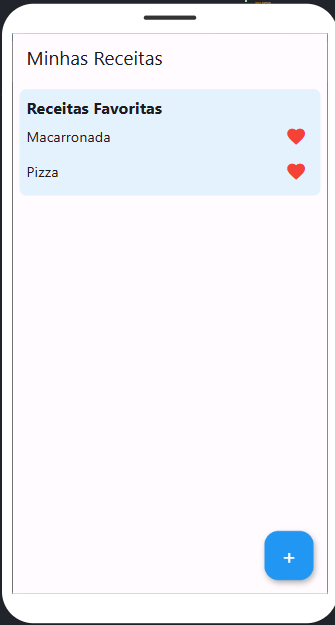 Minhas Receitas
Receitas Favoritas
Macarronada
Pizza
+